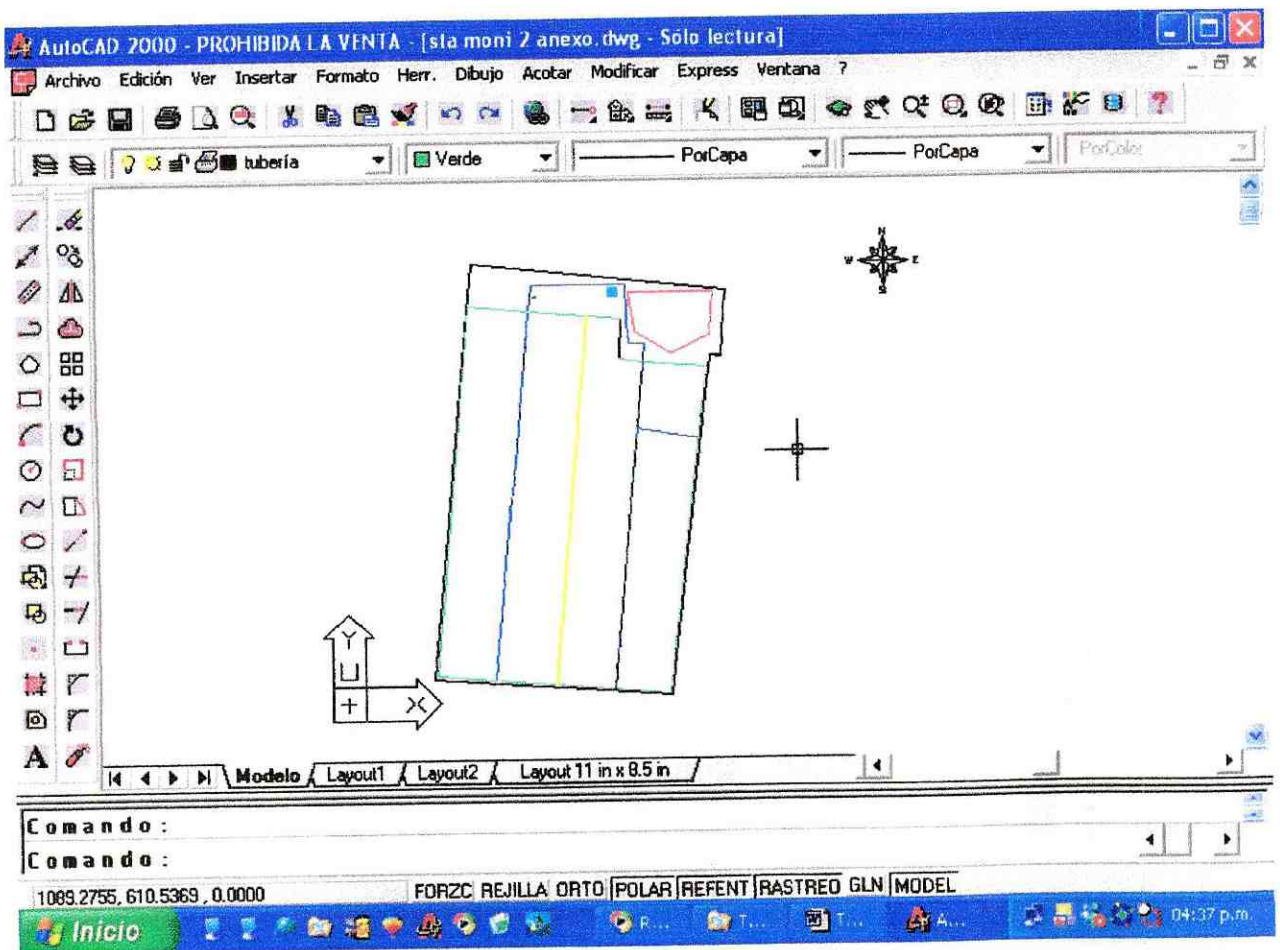 AutoCAD 2000 - PROHIBIDA LA VENTA - [sta moni 2 anexo.dwg - Sólo lectura]
Archivo Edición Ver Insertar Formato Herr. Dibujo Acotar Modificar Express Ventana ?
tubería Verde PorCapa PorCapa PorColor
N
W E
S
Y
U
X
A
Modelo Layout1 Layout2 Layout 11 in x 8.5 in
Comando:
Comando:
1089.2755, 610.5369 , 0.0000 FORZC REJILLA ORTO POLAR REFENT RASTREO GLN MODEL
Inicio R... T... T... A... 04:37 p.m.